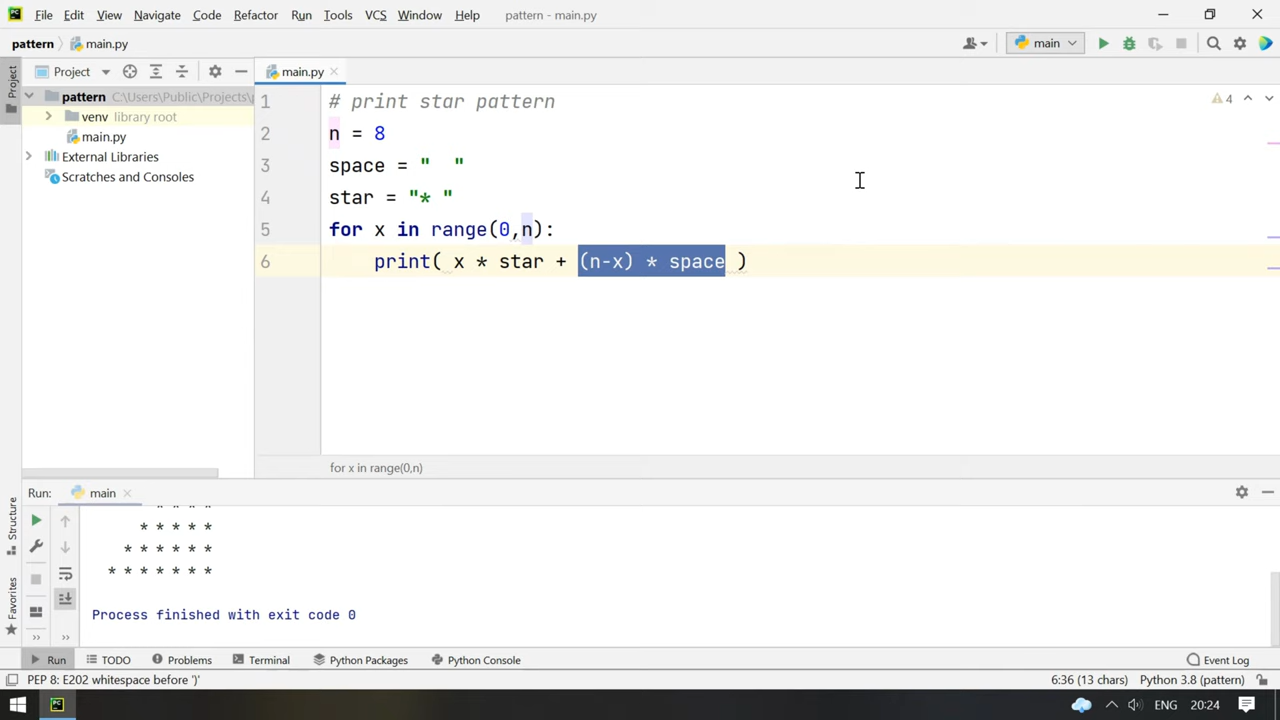 PC File Edit View Navigate Code Refactor Run Tools VCS Window Help pattern - main.py
pattern main.py main
Project main.py
Project
pattern C:\Users\Public\Projects\
venv library root
main.py
External Libraries
Scratches and Consoles
1 # print star pattern 4
2 n = 8
3 space = "  "
4 star = "* "
5 for x in range(0,n):
6 print( x * star + (n-x) * space )
for x in range(0,n)
Run: main
* * * *
* * * * *
* * * * * *
* * * * * * *
Process finished with exit code 0
Structure
Favorites
Run TODO Problems Terminal Python Packages Python Console Event Log
PEP 8: E202 whitespace before ')' 6:36 (13 chars) Python 3.8 (pattern)
ENG 20:24